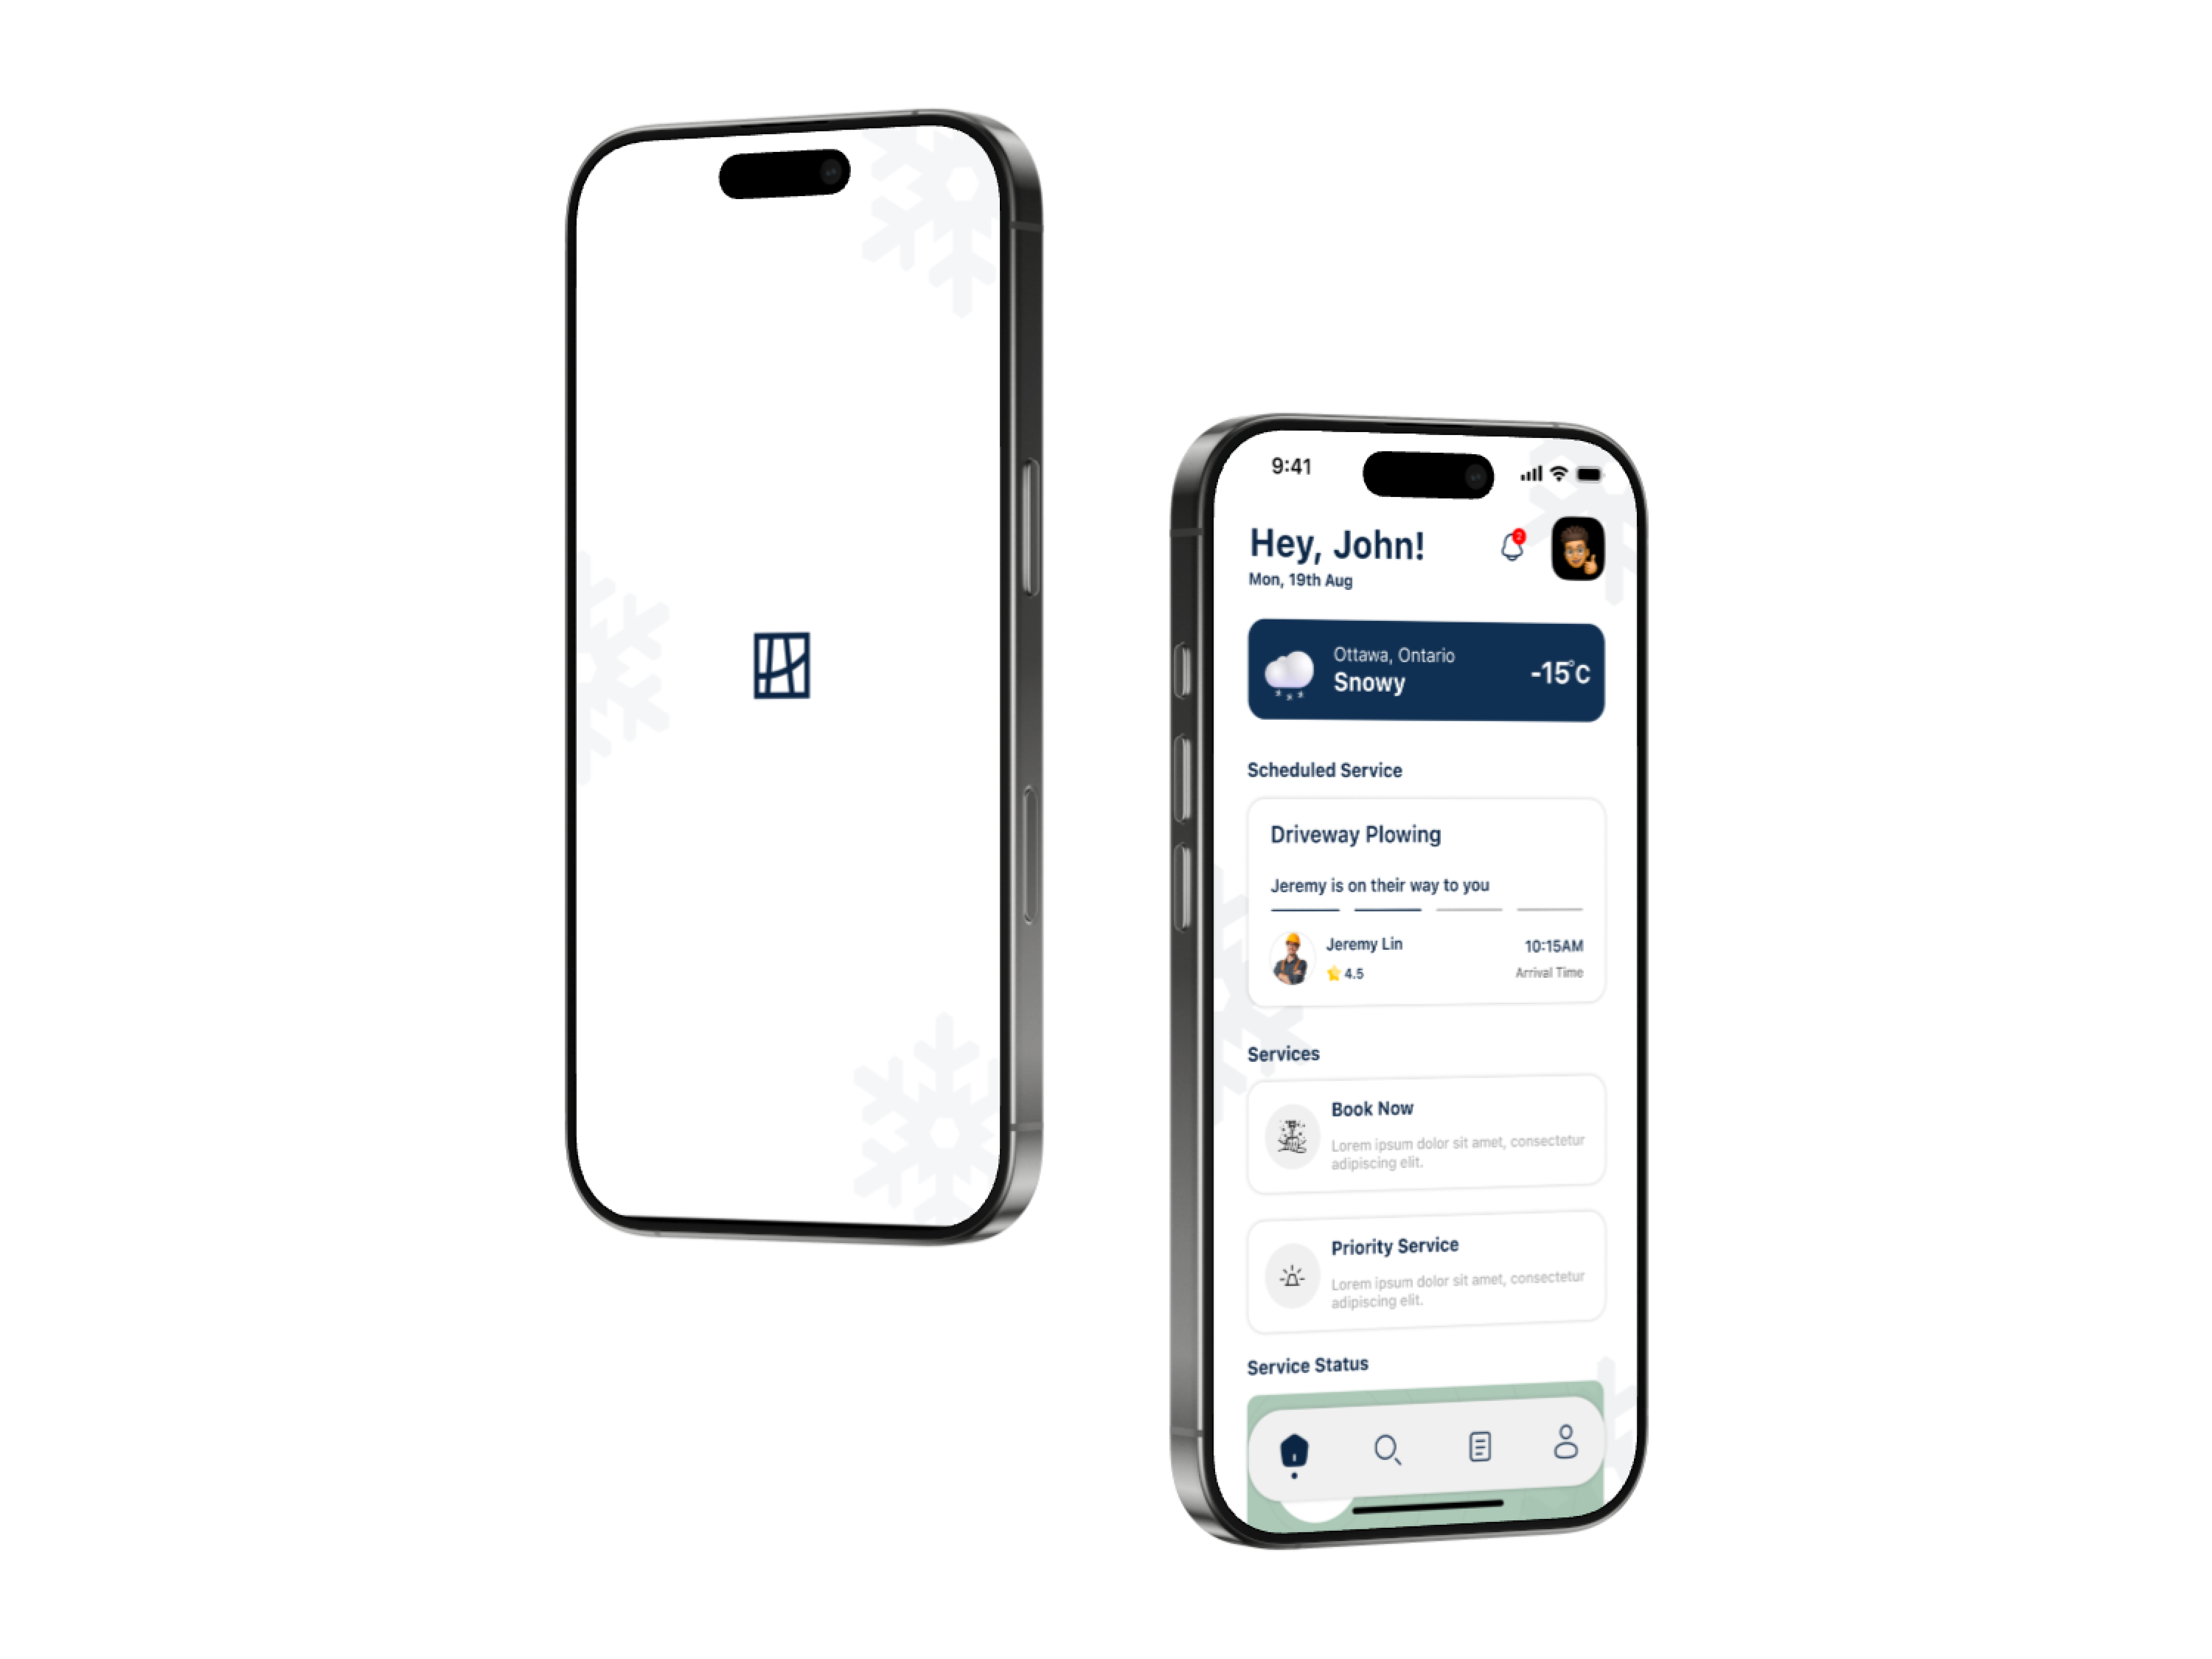 9:41
Hey, John!
2
Mon, 19th Aug
Ottawa, Ontario
Snowy
-15°C
Scheduled Service
Driveway Plowing
Jeremy is on their way to you
Jeremy Lin
10:15AM
4.5
Arrival Time
Services
Book Now
Lorem ipsum dolor sit amet, consectetur
adipiscing elit.
Priority Service
Lorem ipsum dolor sit amet, consectetur
adipiscing elit.
Service Status